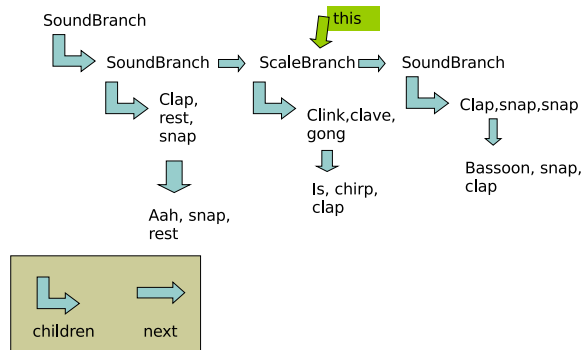 this
SoundBranch
SoundBranch
ScaleBranch
SoundBranch
Clap,
rest,
snap
Clink,clave,
gong
Clap,snap,snap
Aah, snap,
rest
Is, chirp,
clap
Bassoon, snap,
clap
children
next